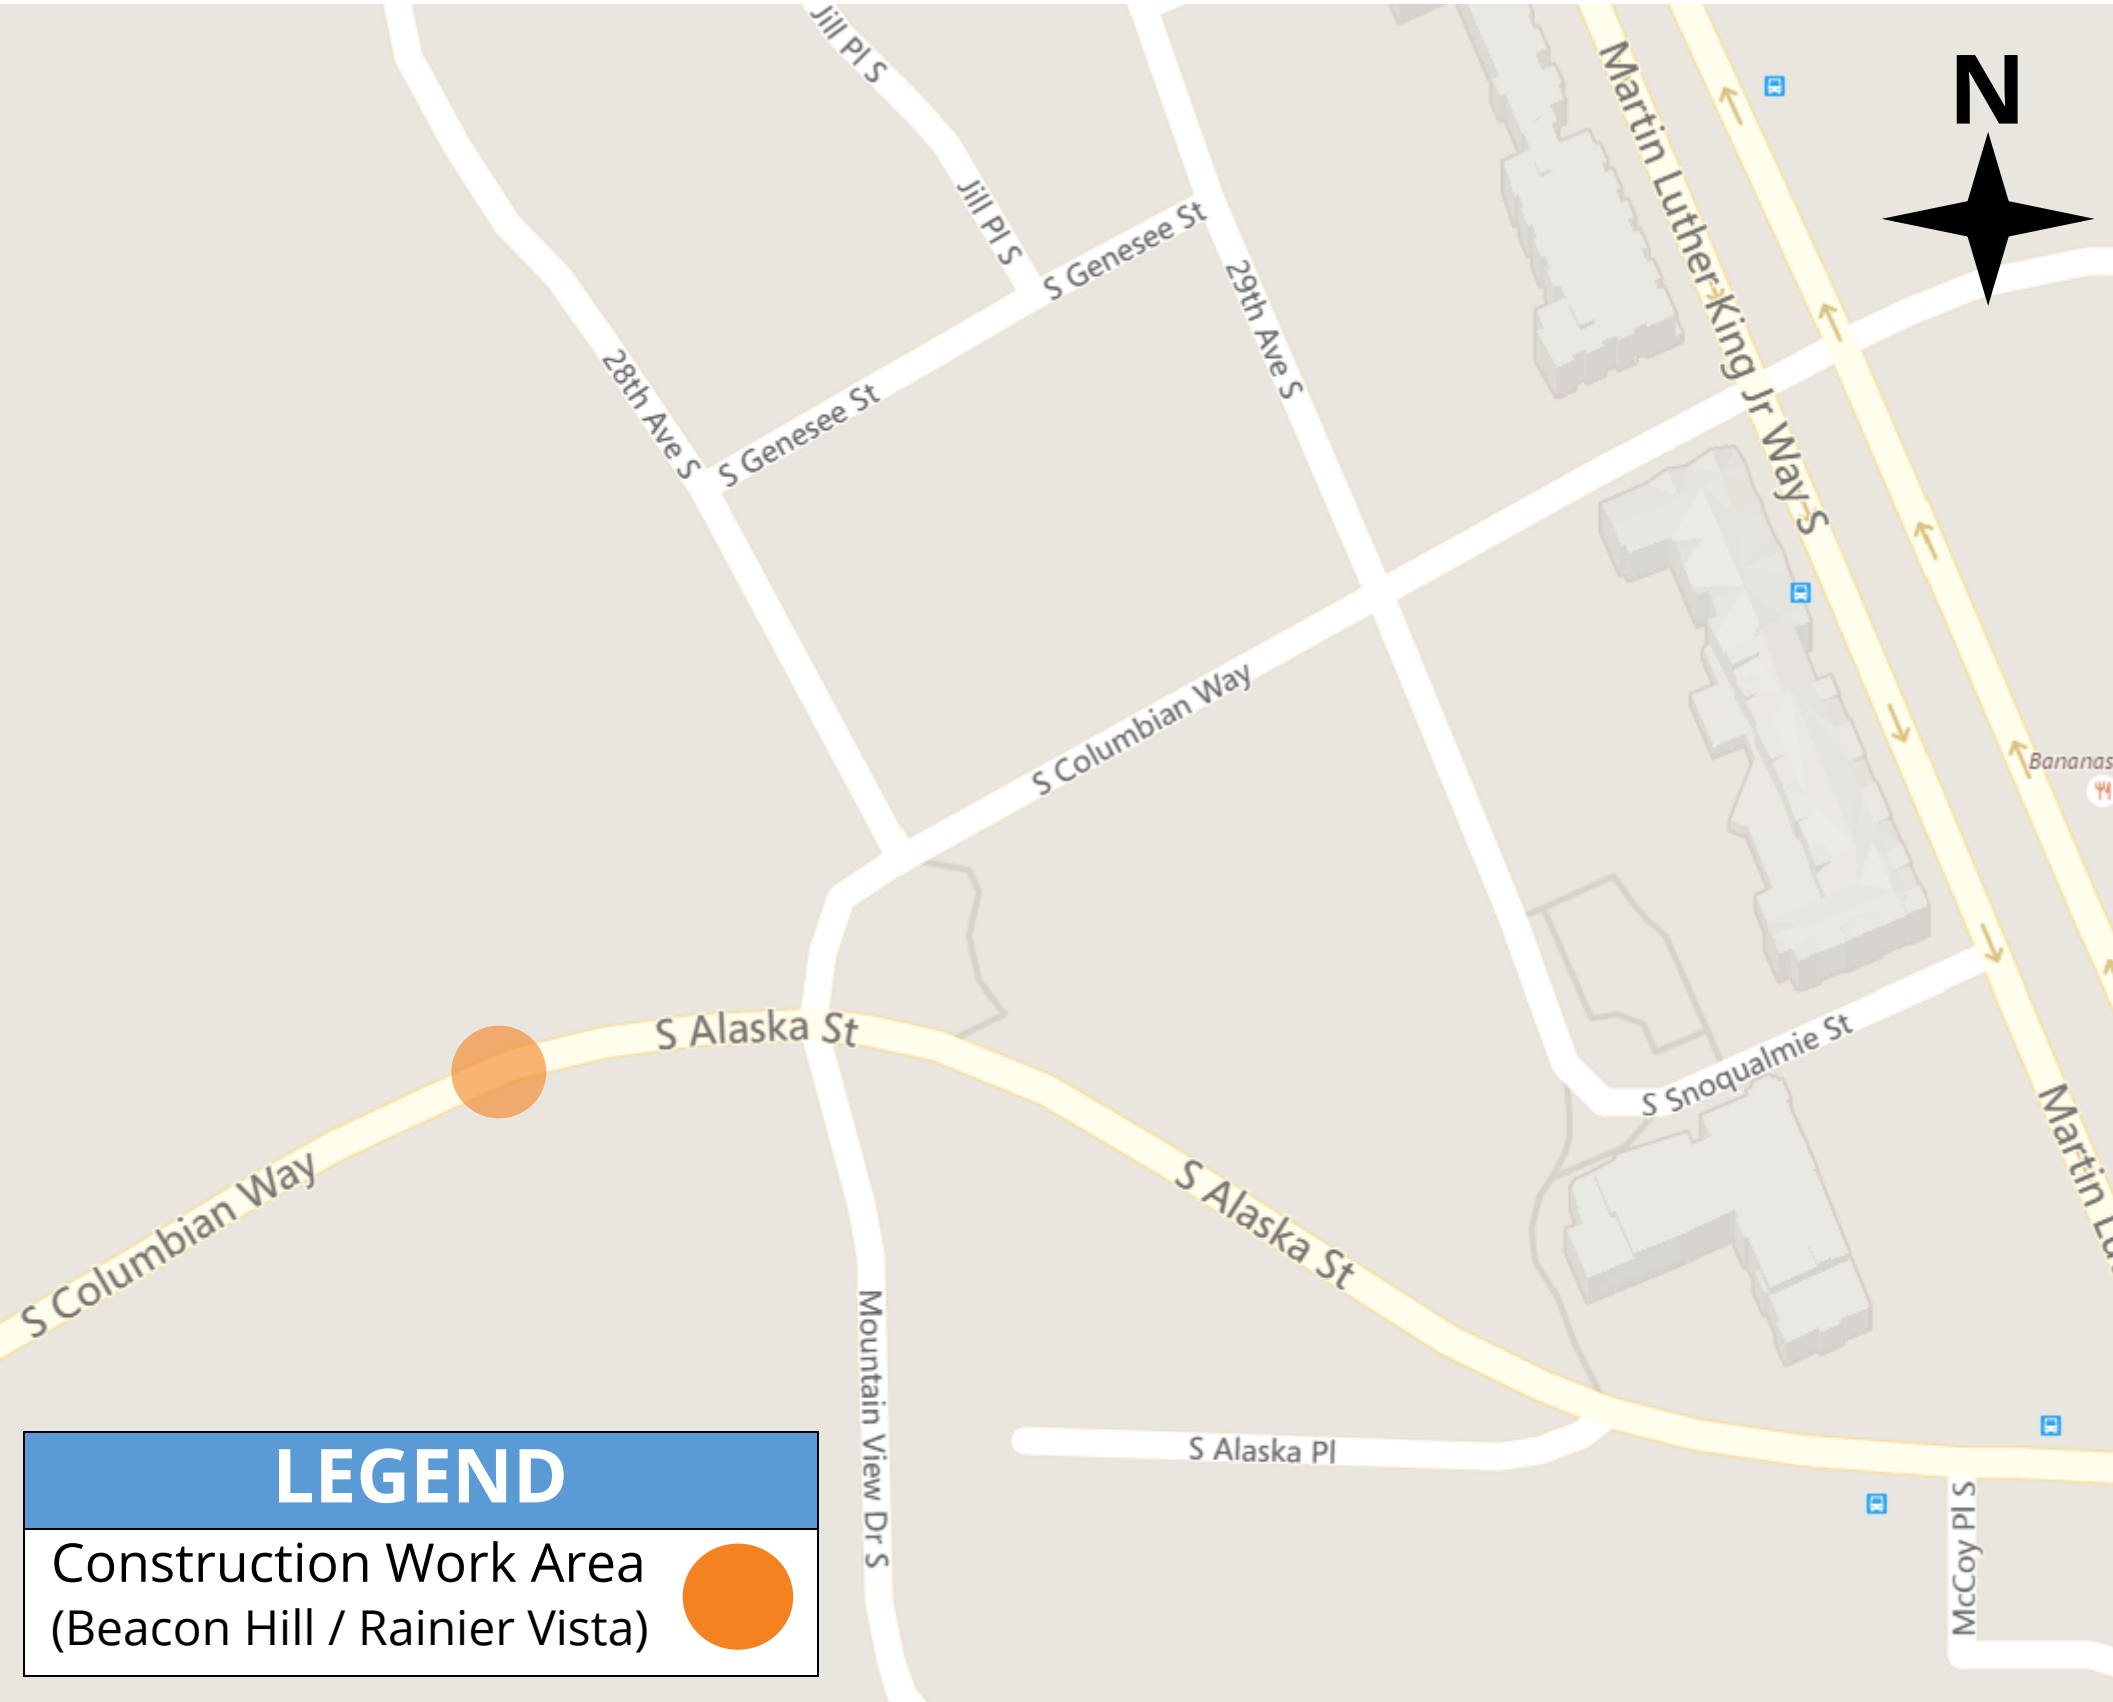 Jill Pl S
Martin Luther King Jr Way S
N
Jill Pl S
S Genesee St
29th Ave S
28th Ave S
S Genesee St
S Columbian Way
Bananas
S Alaska St
S Snoqualmie St
S Columbian Way
S Alaska St
Martin Lu
Mountain View Dr S
S Alaska Pl
McCoy Pl S
LEGEND
Construction Work Area
(Beacon Hill / Rainier Vista)